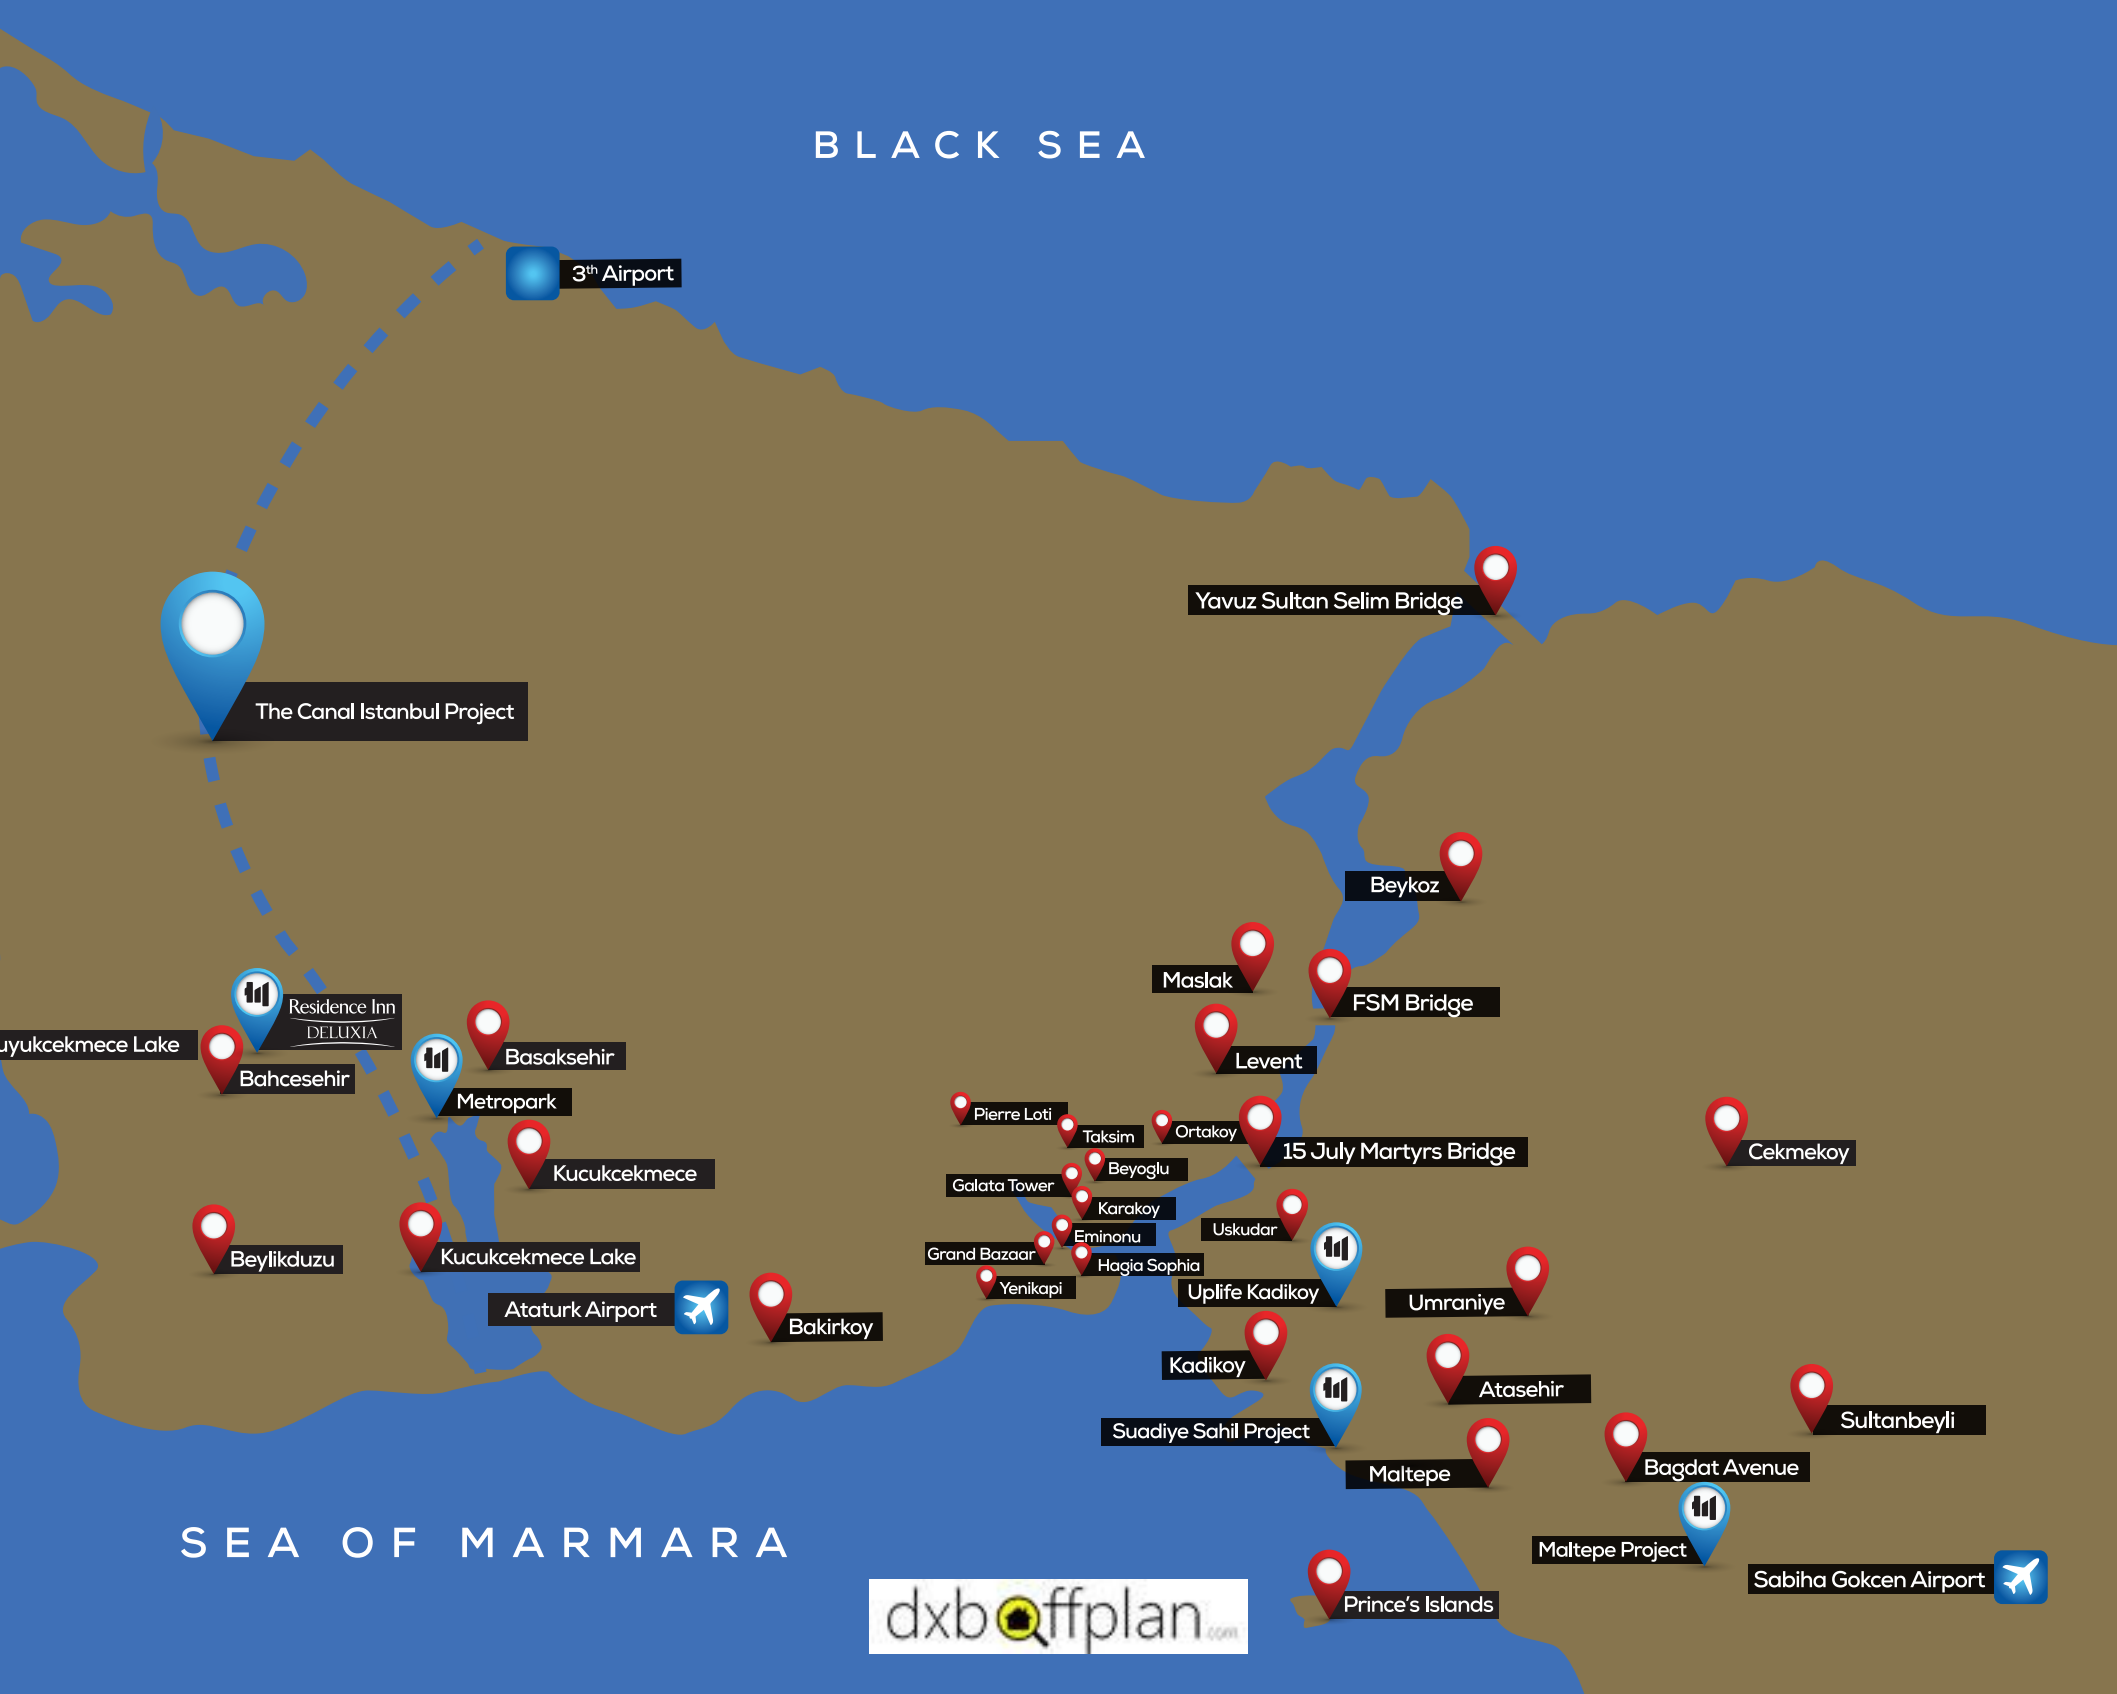 BLACK SEA
3th Airport
Yavuz Sultan Selim Bridge
The Canal Istanbul Project
Beykoz
Maslak
FSM Bridge
Residence Inn
DELUXIA
uyukcekmece Lake
Basaksehir
Levent
Bahcesehir
Metropark
Pierre Loti
Taksim
Ortakoy
15 July Martyrs Bridge
Cekmekoy
Kucukcekmece
Beyoglu
Galata Tower
Karakoy
Uskudar
Eminonu
Grand Bazaar
Hagia Sophia
Beylikduzu
Kucukcekmece Lake
Yenikapi
Uplife Kadikoy
Umraniye
Ataturk Airport
Bakirkoy
Kadikoy
Atasehir
Sultanbeyli
Suadiye Sahil Project
Maltepe
Bagdat Avenue
SEA OF MARMARA
Maltepe Project
Sabiha Gokcen Airport
Prince's Islands
dxboffplan.com